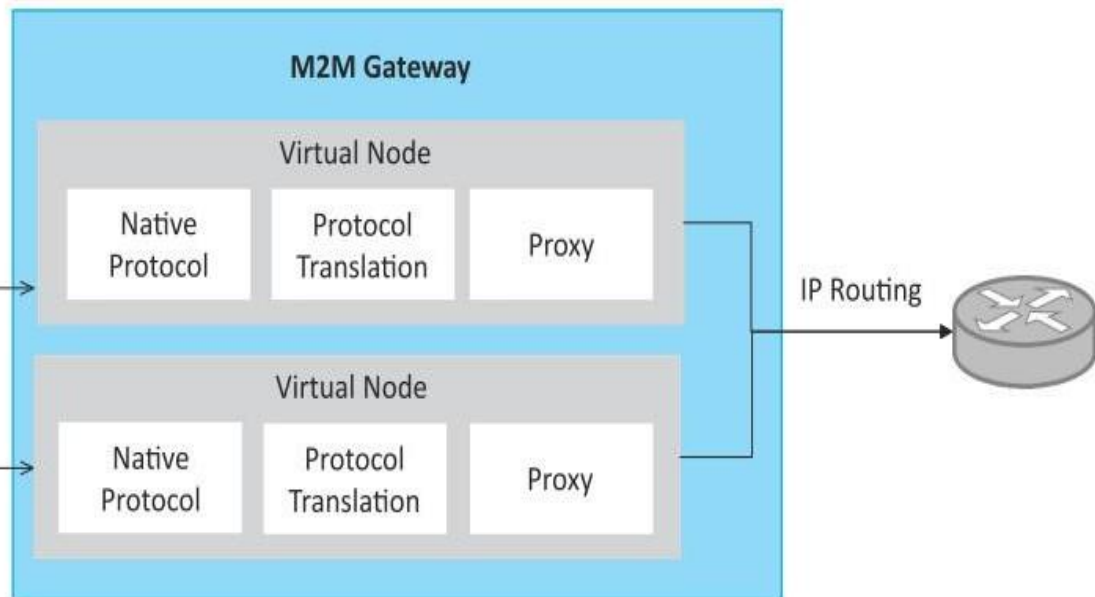 M2M Gateway
Virtual Node
Native
Protocol
Protocol
Translation
Proxy
IP Routing
Virtual Node
Native
Protocol
Protocol
Translation
Proxy